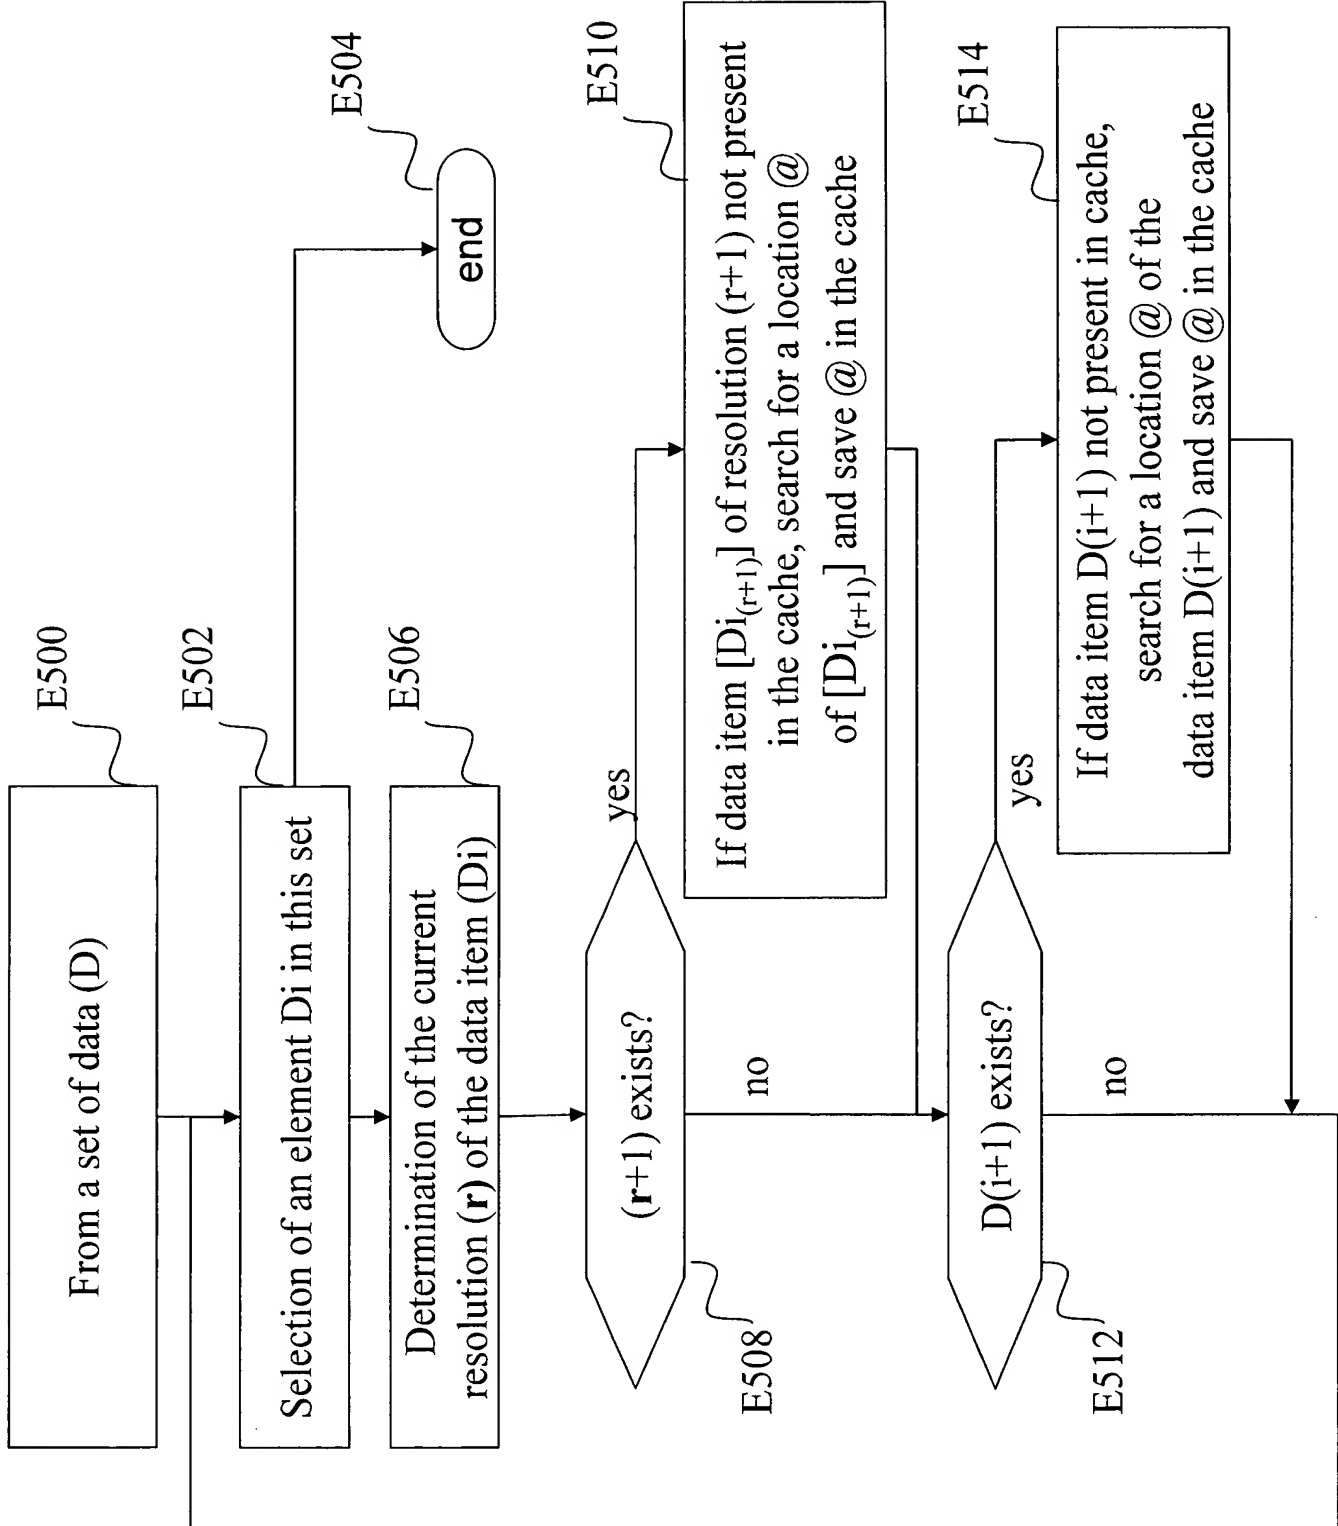 From a set of data (D)
E500
Selection of an element Di in this set
E502
end
E504
Determination of the current
resolution (r) of the data item (Di)
E506
(r+1) exists?
E508
yes
no
If data item [Di(r+1)] of resolution (r+1) not present
in the cache, search for a location @
of [Di(r+1)] and save @ in the cache
E510
D(i+1) exists?
E512
yes
no
If data item D(i+1) not present in cache,
search for a location @ of the
data item D(i+1) and save @ in the cache
E514